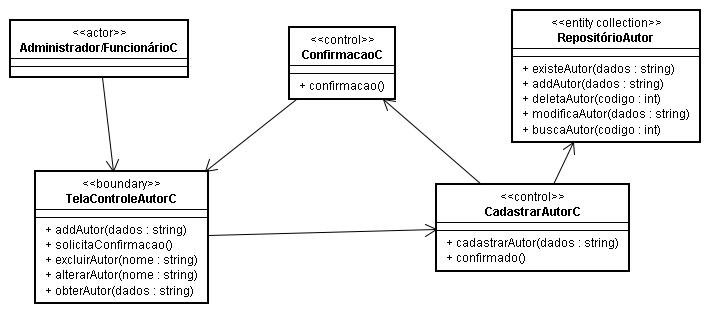 <<actor>>
Administrador/FuncionárioC
<<control>>
ConfirmacaoC
+ confirmacao()
<<entity collection>>
RepositórioAutor
+ existeAutor(dados : string)
+ addAutor(dados : string)
+ deletaAutor(codigo : int)
+ modificaAutor(dados : string)
+ buscaAutor(codigo : int)
<<boundary>>
TelaControleAutorC
+ addAutor(dados : string)
+ solicitaConfirmacao()
+ excluirAutor(nome : string)
+ alterarAutor(nome : string)
+ obterAutor(dados : string)
<<control>>
CadastrarAutorC
+ cadastrarAutor(dados : string)
+ confirmado()